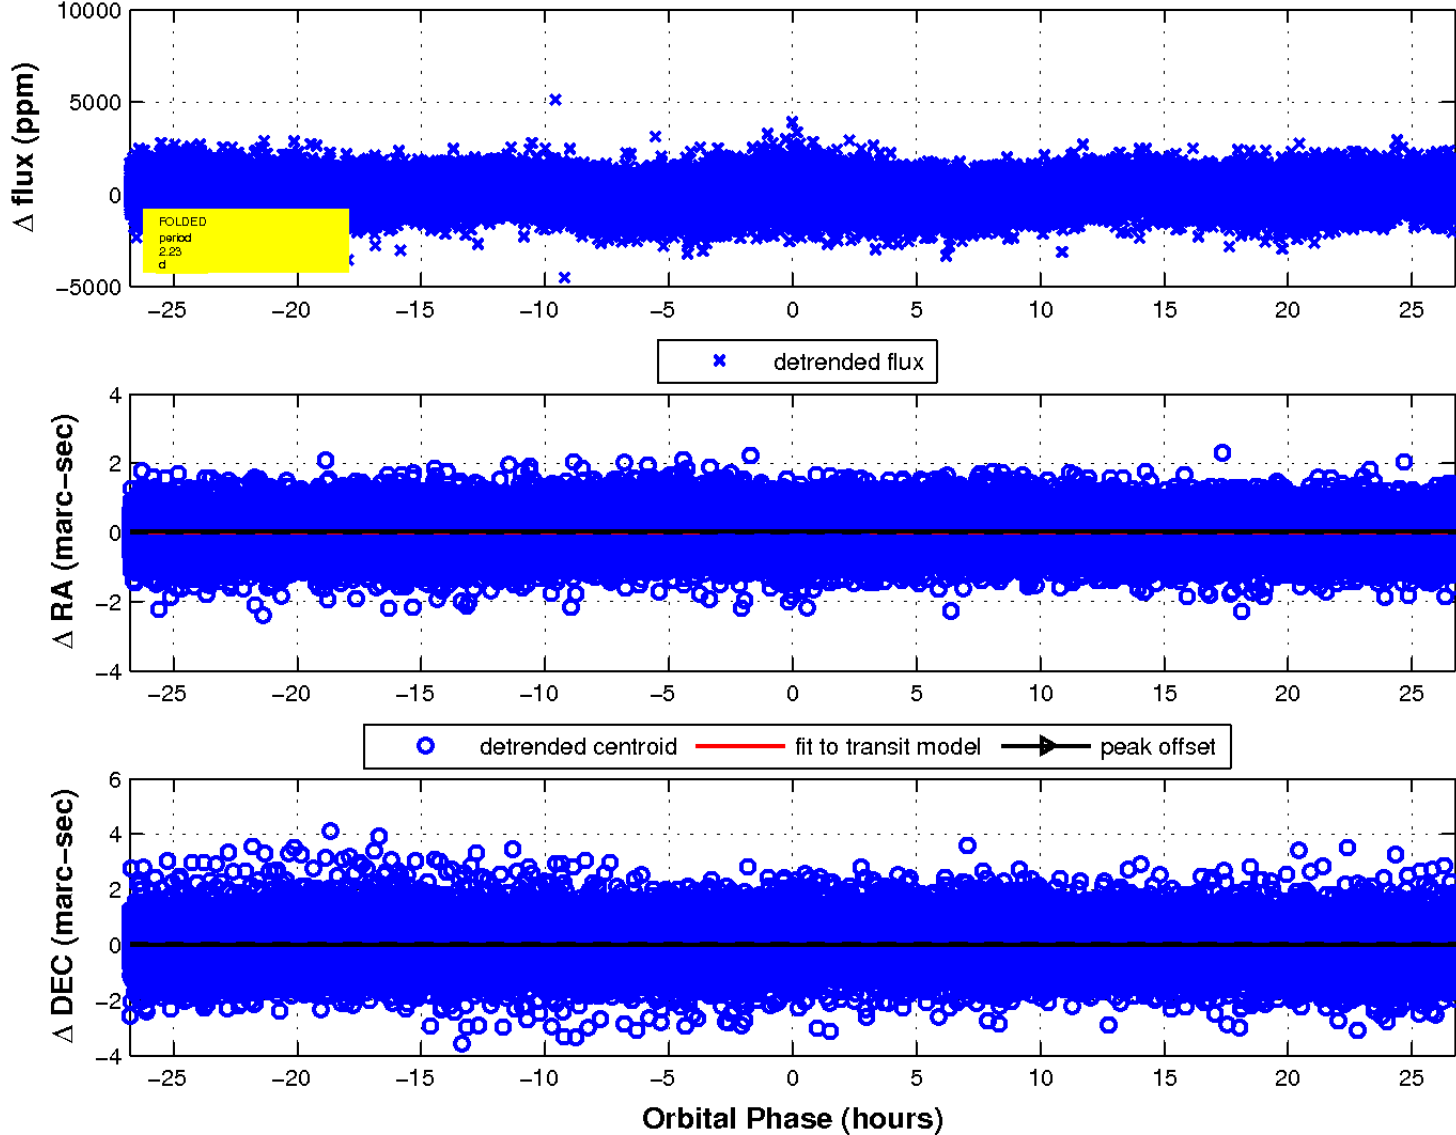 10000
5000
0
−5000
Δ flux (ppm)
FOLDED
period
2.23
d
−25 −20 −15 −10 −5 0 5 10 15 20 25
detrended flux
4
2
0
−2
−4
Δ RA (marc−sec)
−25 −20 −15 −10 −5 0 5 10 15 20 25
detrended centroid fit to transit model peak offset
6
4
2
0
−2
−4
Δ DEC (marc−sec)
−25 −20 −15 −10 −5 0 5 10 15 20 25
Orbital Phase (hours)